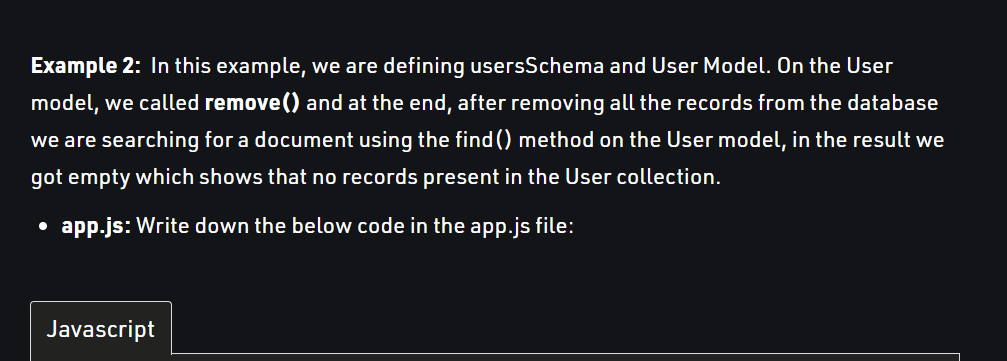 Example 2: In this example, we are defining usersSchema and User Model. On the User
model, we called remove() and at the end, after removing all the records from the database
we are searching for a document using the find() method on the User model, in the result we
got empty which shows that no records present in the User collection.
• app.js: Write down the below code in the app.js file:
Javascript